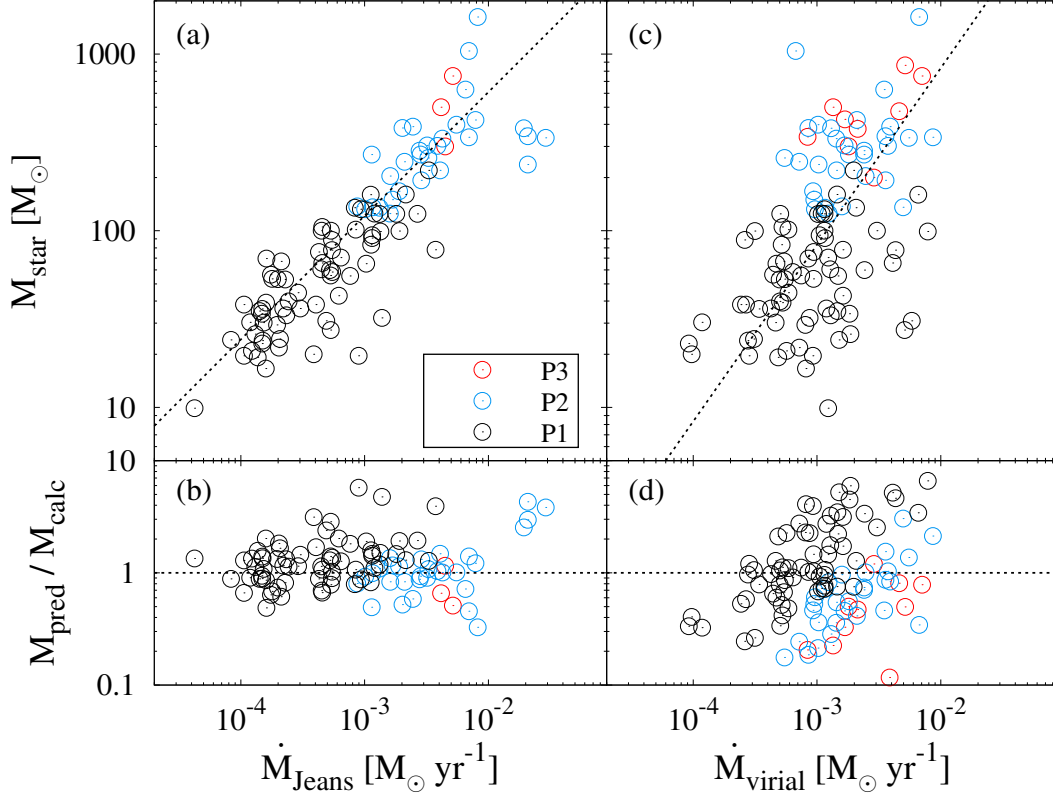 (a)
(c)
1000
100
10
M_star [M_⊙]
P3
P2
P1
(b)
(d)
1
0.1
M_pred / M_calc
10^-4 10^-3 10^-2 10^-4 10^-3 10^-2
Ṁ_Jeans [M_⊙ yr^-1] Ṁ_virial [M_⊙ yr^-1]